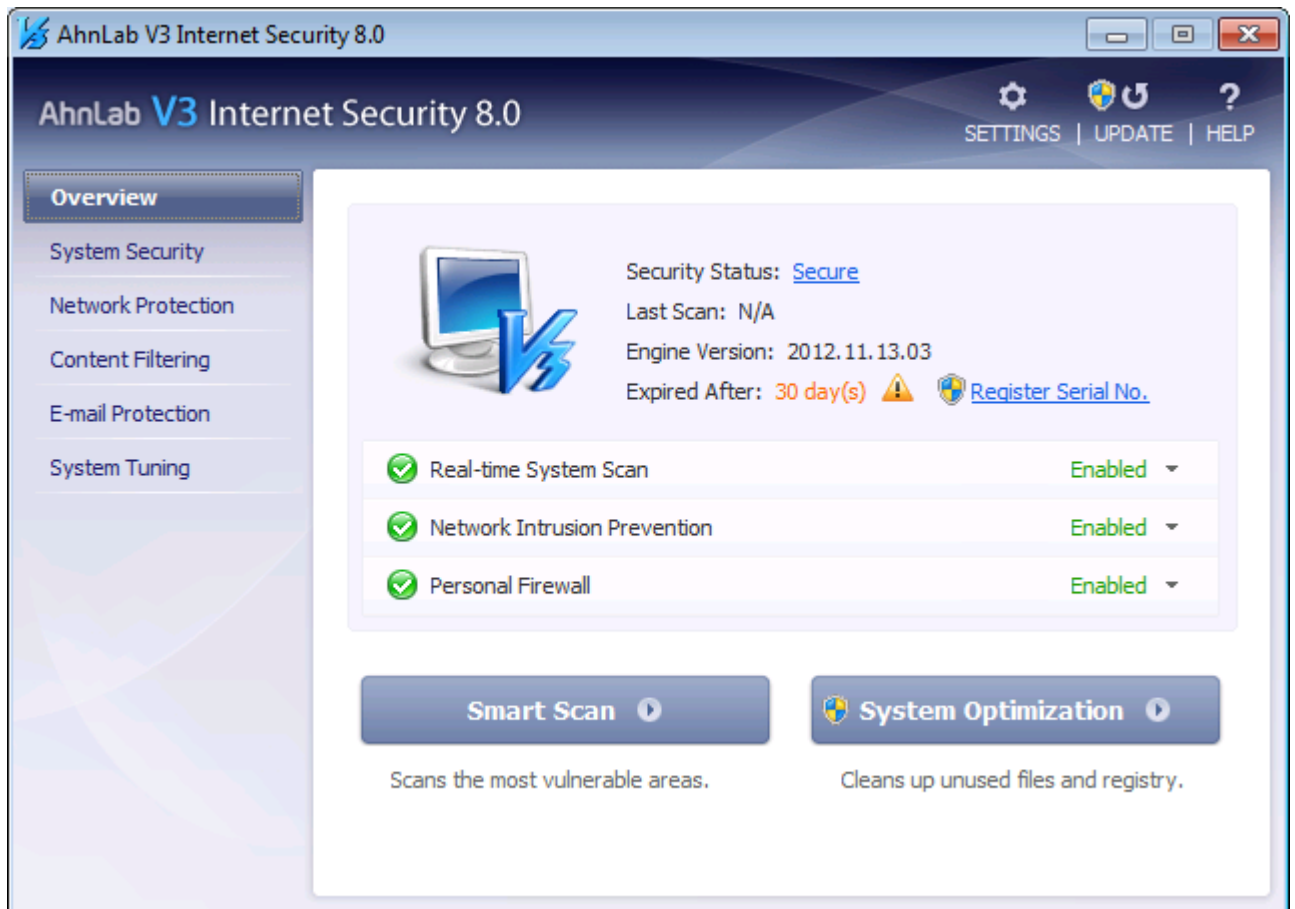 AhnLab V3 Internet Security 8.0
AhnLab V3 Internet Security 8.0
SETTINGS | UPDATE | HELP
Overview
System Security
Network Protection
Content Filtering
E-mail Protection
System Tuning
Security Status: Secure
Last Scan: N/A
Engine Version: 2012.11.13.03
Expired After: 30 day(s) Register Serial No.
Real-time System Scan Enabled
Network Intrusion Prevention Enabled
Personal Firewall Enabled
Smart Scan
System Optimization
Scans the most vulnerable areas.
Cleans up unused files and registry.